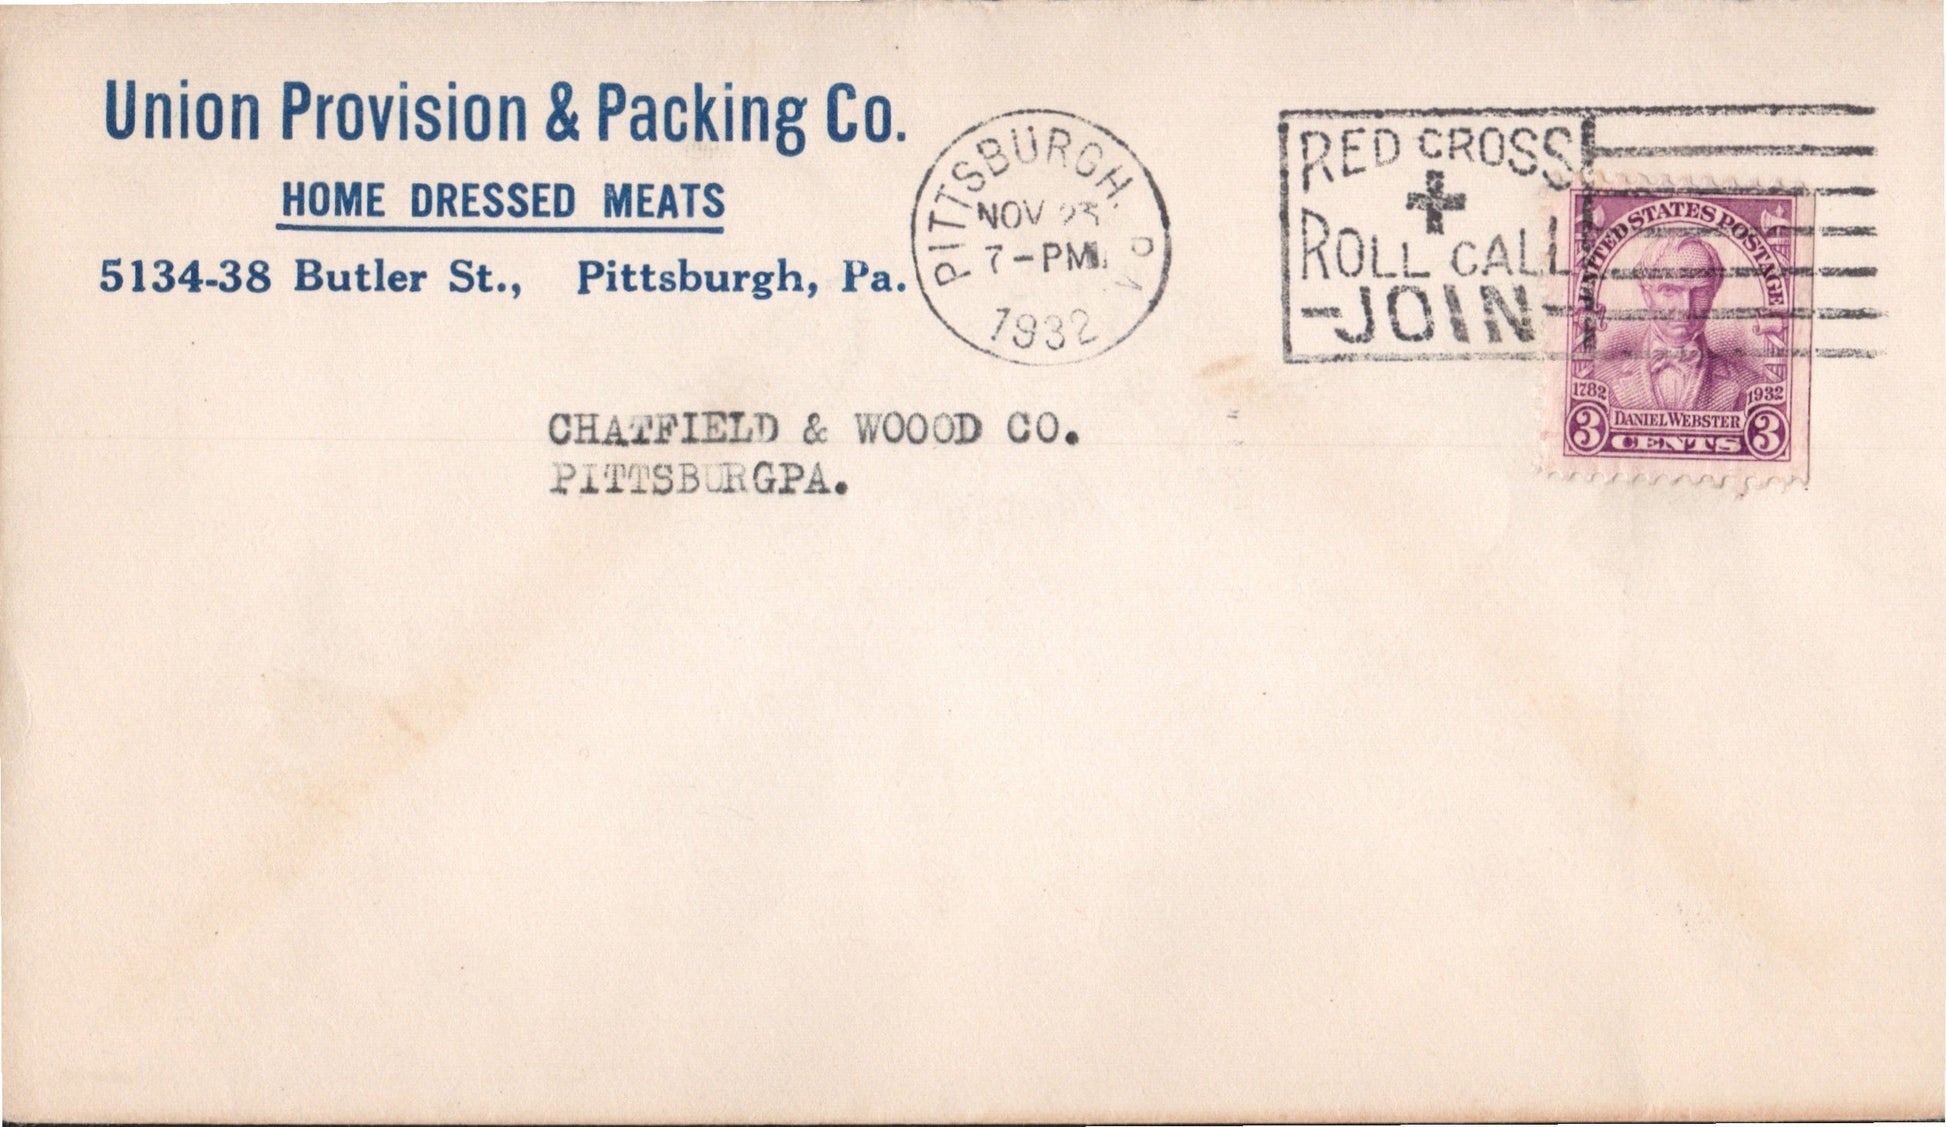 Union Provision & Packing Co.
HOME DRESSED MEATS
5134-38 Butler St., Pittsburgh, Pa.
PITTSBURGH, PA
NOV
7-PM
1932
RED CROSS
ROLL CALL
-JOIN-
UNITED STATES POSTAGE
1782 1932
DANIEL WEBSTER
3 CENTS 3
CHATFIELD & WOOOD CO.
PITTSBURGPA.